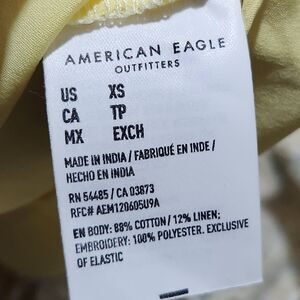 AMERICAN EAGLE
OUTFITTERS
US XS
CA TP
MX EXCH
MADE IN INDIA / FABRIQUÉ EN INDE /
HECHO EN INDIA
RN 54485 / CA 03873
RFC# AEM120605U9A
EN BODY: 88% COTTON / 12% LINEN;
EMBROIDERY: 100% POLYESTER. EXCLUSIVE
OF ELASTIC